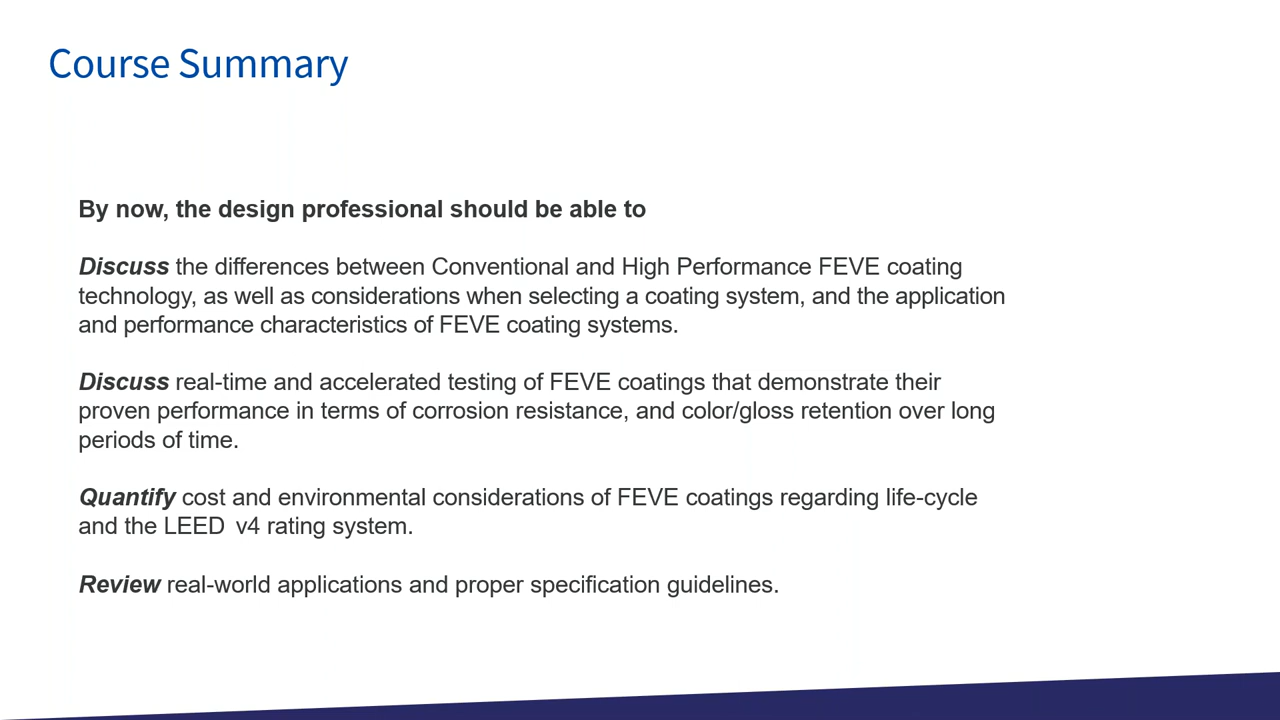 Course Summary
By now, the design professional should be able to
Discuss the differences between Conventional and High Performance FEVE coating
technology, as well as considerations when selecting a coating system, and the application
and performance characteristics of FEVE coating systems.
Discuss real-time and accelerated testing of FEVE coatings that demonstrate their
proven performance in terms of corrosion resistance, and color/gloss retention over long
periods of time.
Quantify cost and environmental considerations of FEVE coatings regarding life-cycle
and the LEED  v4 rating system.
Review real-world applications and proper specification guidelines.